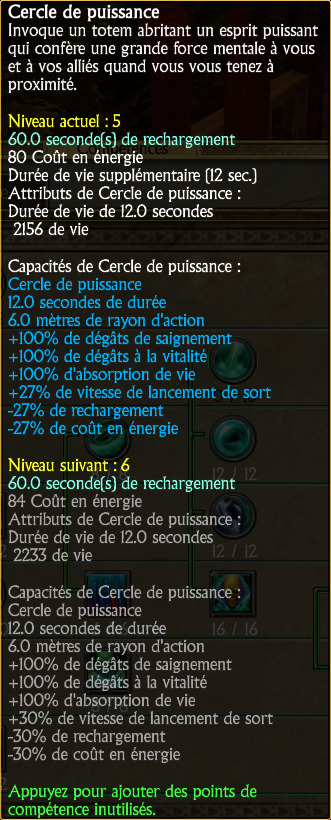 Cercle de puissance
Invoque un totem abritant un esprit puissant
qui confère une grande force mentale à vous
et à vos alliés quand vous vous tenez à
proximité.
Niveau actuel : 5
60.0 seconde(s) de rechargement
80 Coût en énergie
Durée de vie supplémentaire (12 sec.)
Attributs de Cercle de puissance :
Durée de vie de 12.0 secondes
2156 de vie
Capacités de Cercle de puissance :
Cercle de puissance
12.0 secondes de durée
6.0 mètres de rayon d'action
+100% de dégâts de saignement
+100% de dégâts à la vitalité
+100% d'absorption de vie
+27% de vitesse de lancement de sort
-27% de rechargement
-27% de coût en énergie
Niveau suivant : 6
60.0 seconde(s) de rechargement
84 Coût en énergie
Attributs de Cercle de puissance :
Durée de vie de 12.0 secondes
2233 de vie
Capacités de Cercle de puissance :
Cercle de puissance
12.0 secondes de durée
6.0 mètres de rayon d'action
+100% de dégâts de saignement
+100% de dégâts à la vitalité
+100% d'absorption de vie
+30% de vitesse de lancement de sort
-30% de rechargement
-30% de coût en énergie
Appuyez pour ajouter des points de
compétence inutilisés.
12 / 12
12 / 12
16 / 16